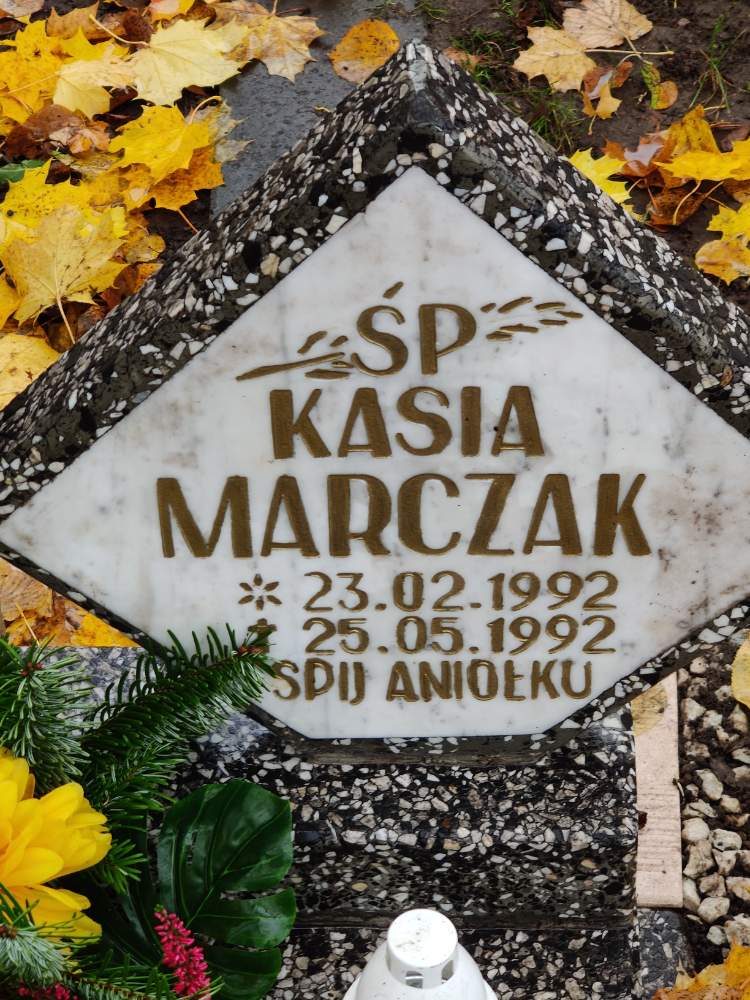 ŚP
KASIA
MARCZAK
* 23.02.1992
✝ 25.05.1992
ŚPIJ ANIOŁKU